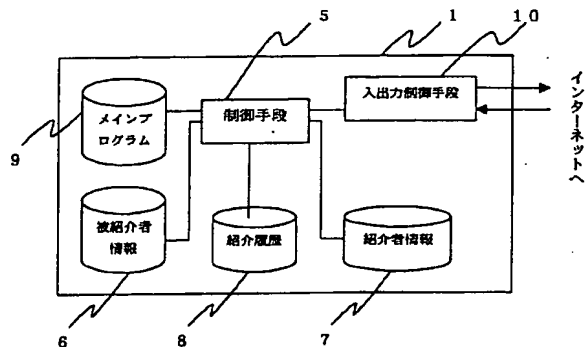 5
1
10
メインプ
ログラム
制御手段
入出力制御手段
インターネットへ
9
被紹介者
情報
紹介履歴
紹介者情報
6
8
7